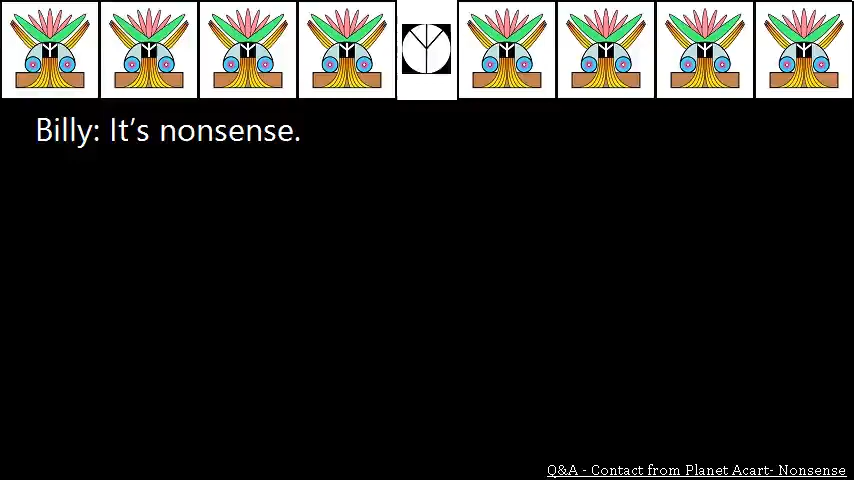 Billy: It’s nonsense.
Q&A - Contact from Planet Acart- Nonsense